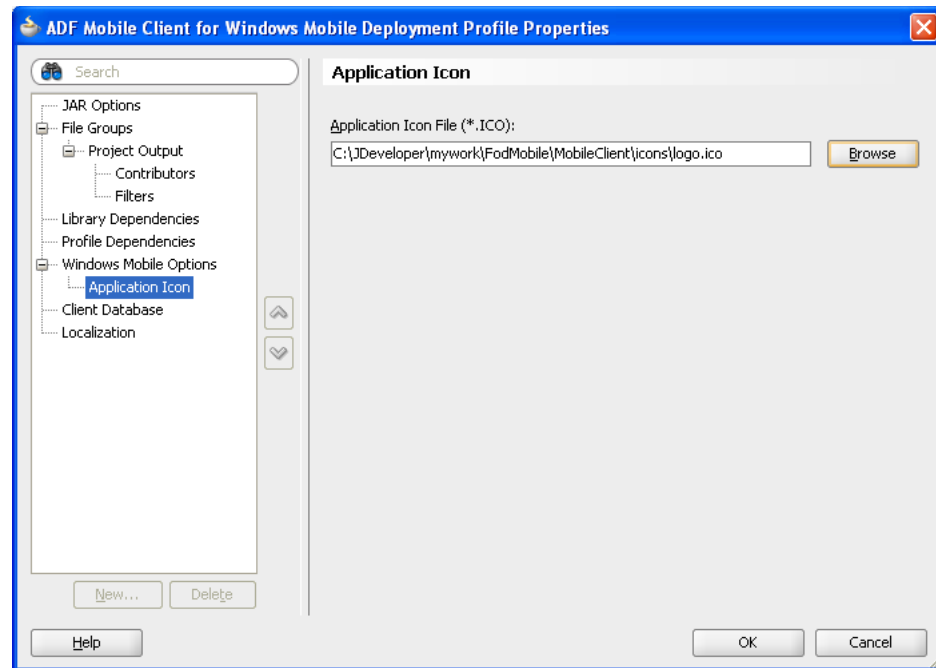 ADF Mobile Client for Windows Mobile Deployment Profile Properties
Search
JAR Options
File Groups
Project Output
Contributors
Filters
Library Dependencies
Profile Dependencies
Windows Mobile Options
Application Icon
Client Database
Localization
New...
Delete
Application Icon
Application Icon File (*.ICO):
C:\JDeveloper\mywork\FodMobile\MobileClient\icons\logo.ico
Browse
Help
OK
Cancel